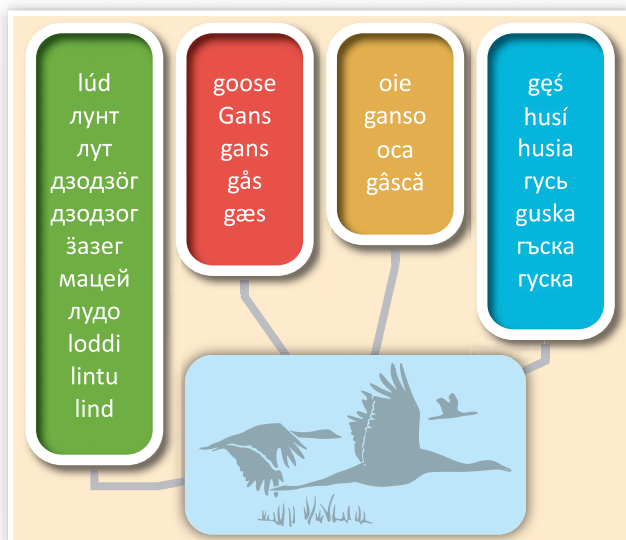 lúd
лунт
лут
дзодзӧг
дзодзог
ӟазег
мацей
лудо
loddi
lintu
lind
goose
Gans
gans
gås
gæs
oie
ganso
oca
gâscă
gęś
husí
husia
гусь
guska
гъска
гуска